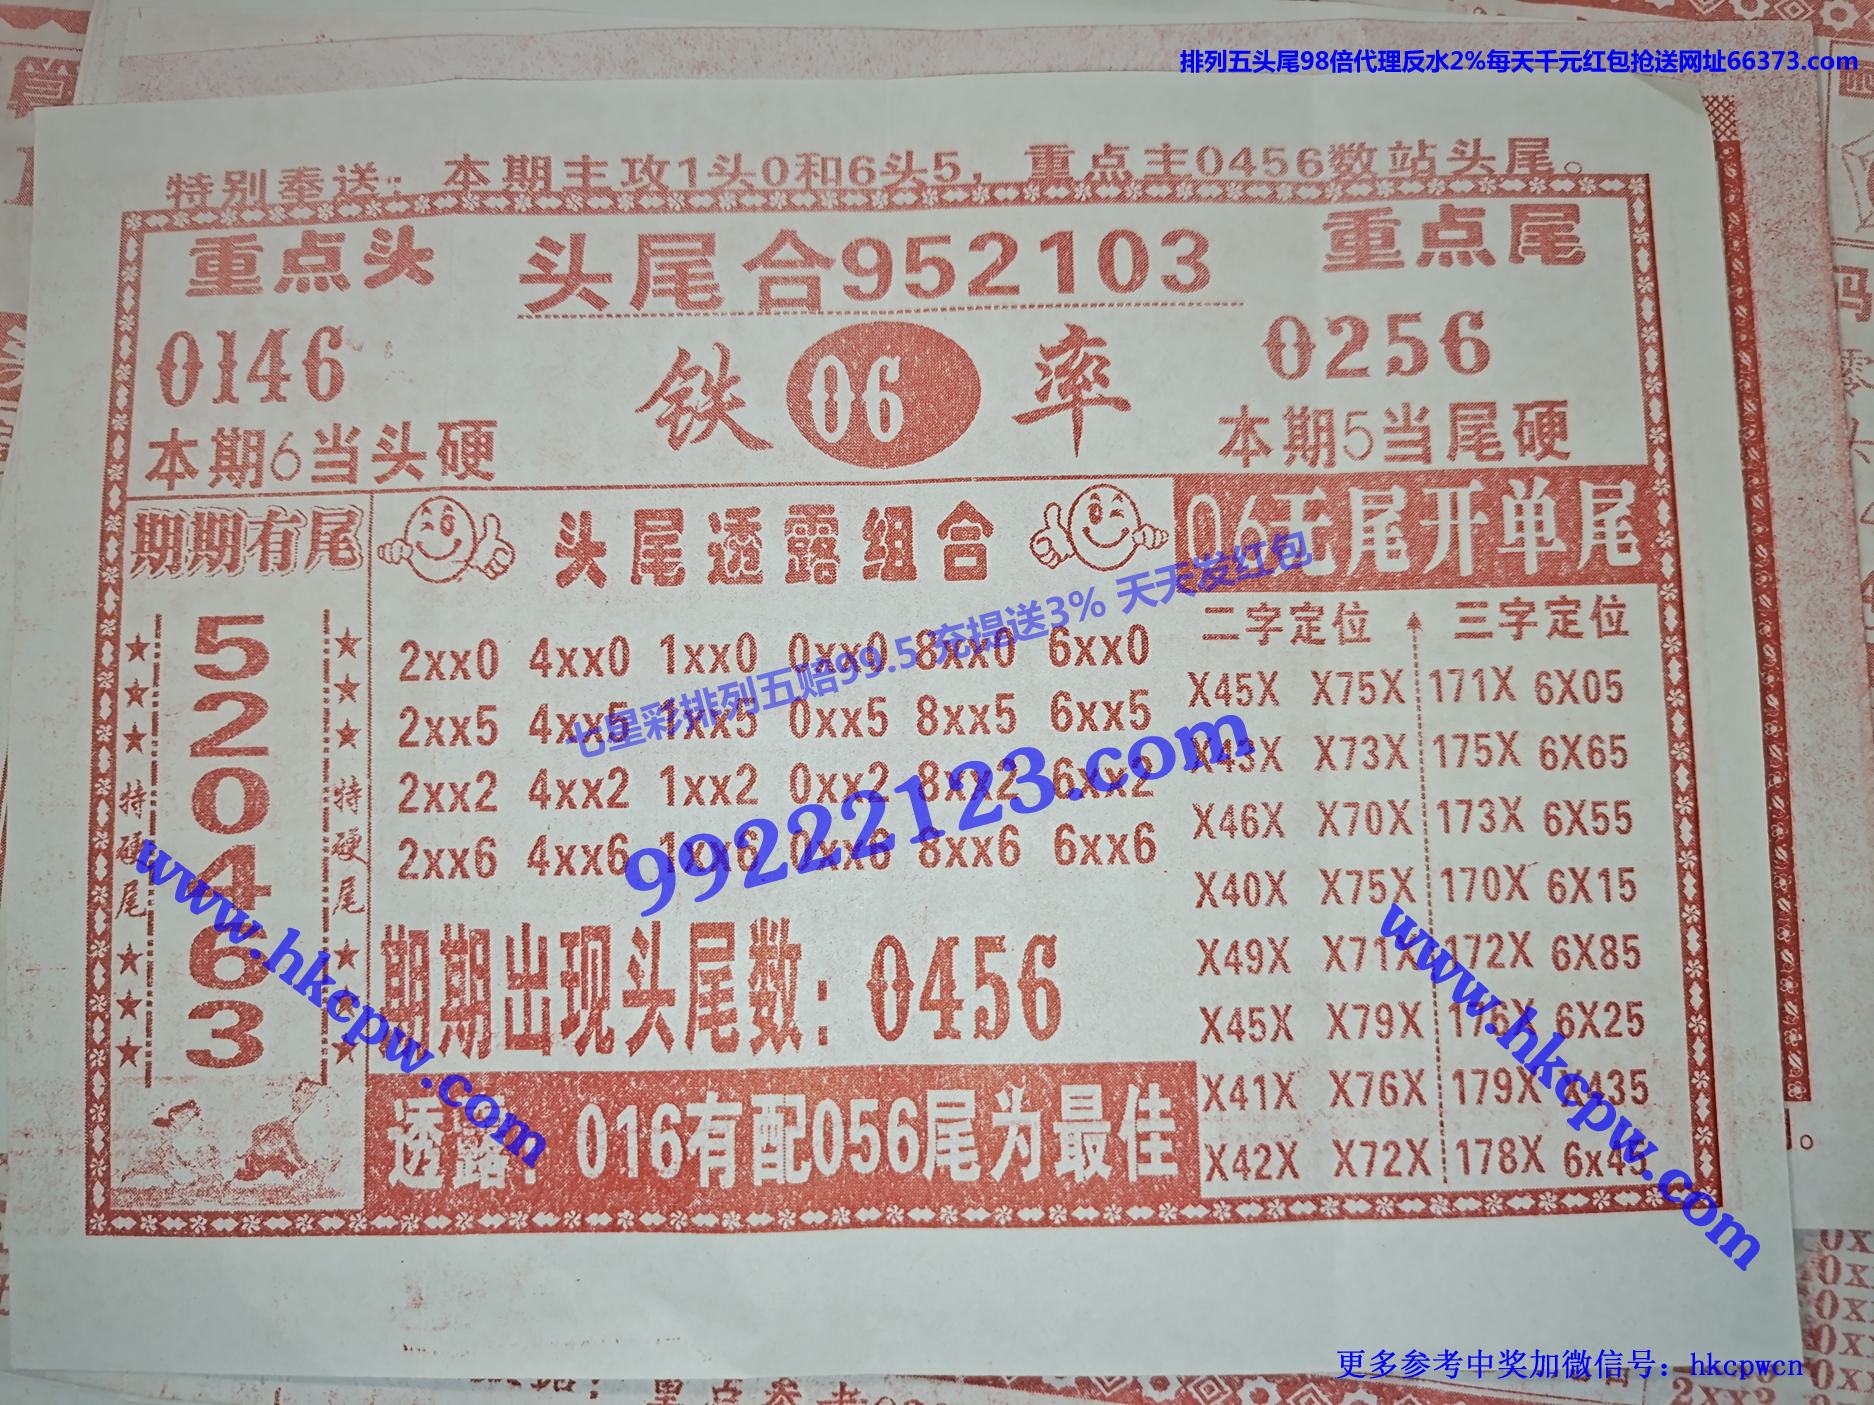 排列五头尾98倍代理反水2%每天千元红包抢送网址66373.com
特别奉送：本期主攻1头0和6头5，重点主0456数站头尾。
重点头
头尾合952103
重点尾
0146
铁 06 率
0256
本期6当头硬
本期5当尾硬
期期有尾
头尾透露组合
06无尾开单尾
七星彩排列五赔99.5 充提送3% 天天发红包
5
2
0
4
6
3
特硬尾
特硬尾
2xx0 4xx0 1xx0 0xx0 8xx0 6xx0
2xx5 4xx5 1xx5 0xx5 8xx5 6xx5
2xx2 4xx2 1xx2 0xx2 8xx2 6xx2
2xx6 4xx6 1xx6 0xx6 8xx6 6xx6
99222123.com
期期出现头尾数：0456
透露：016有配056尾为最佳
二字定位 三字定位
X45X X75X 171X 6X05
X43X X73X 175X 6X65
X46X X70X 173X 6X55
X40X X75X 170X 6X15
X49X X71X 172X 6X85
X45X X79X 176X 6X25
X41X X76X 179X X435
X42X X72X 178X 6x45
www.hkcpw.com
www.hkcpw.com
更多参考中奖加微信号：hkcpwcn